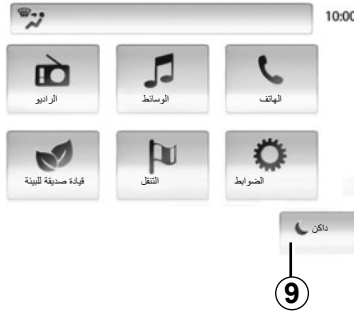 10:00
الراديو
الوسائط
الهاتف
قيادة صديقة للبيئة
التنقل
الضوابط
داكن
9